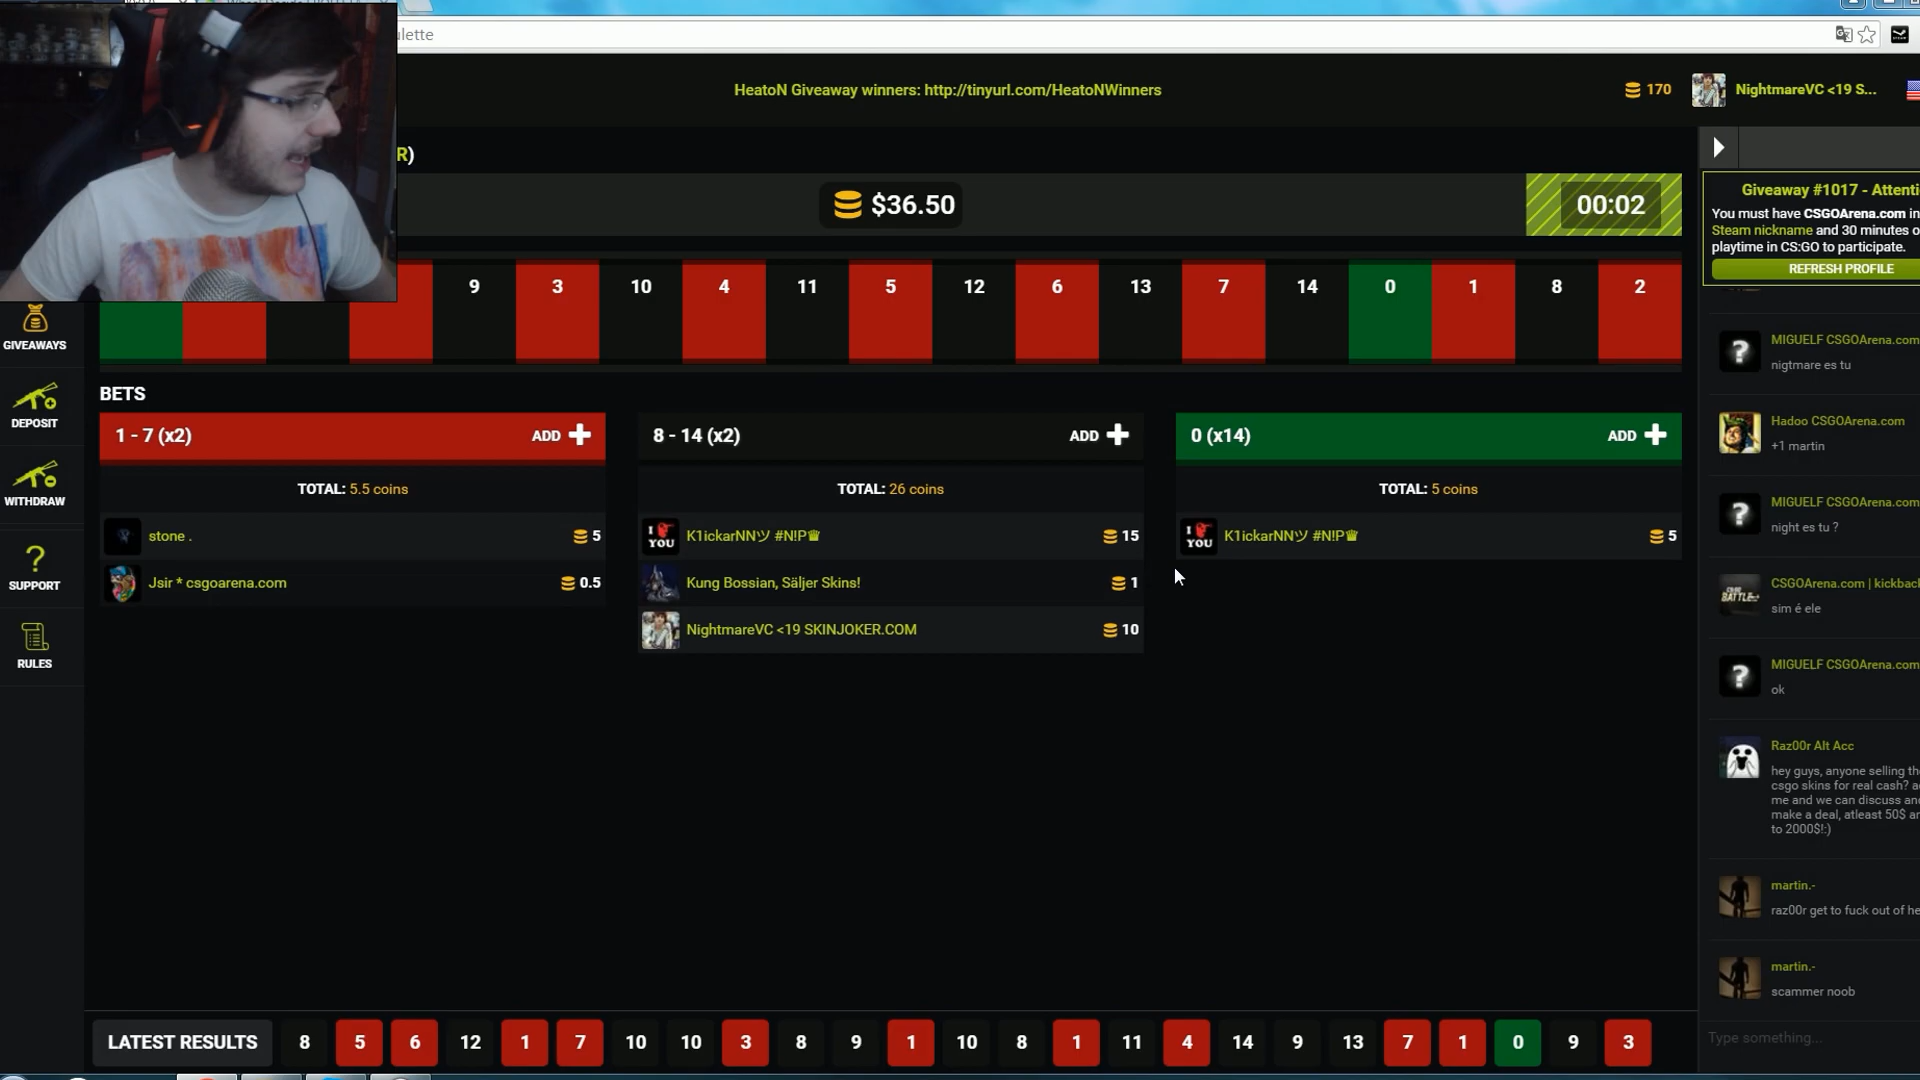 ulette
HeatoN Giveaway winners: http://tinyurl.com/HeatoNWinners
170
NightmareVC <19 S...
R)
$36.50
00:02
9 3 10 4 11 5 12 6 13 7 14 0 1 8 2
GIVEAWAYS
DEPOSIT
WITHDRAW
SUPPORT
RULES
BETS
1 - 7 (x2)
ADD
TOTAL: 5.5 coins
stone .
5
Jsir * csgoarena.com
0.5
8 - 14 (x2)
ADD
TOTAL: 26 coins
I
YOU
K1ickarNNツ #N!P♛
15
Kung Bossian, Säljer Skins!
1
NightmareVC <19 SKINJOKER.COM
10
0 (x14)
ADD
TOTAL: 5 coins
I
YOU
K1ickarNNツ #N!P♛
5
Giveaway #1017 - Attenti
You must have CSGOArena.com in
Steam nickname and 30 minutes o
playtime in CS:GO to participate.
REFRESH PROFILE
MIGUELF CSGOArena.com
nigtmare es tu
Hadoo CSGOArena.com
+1 martin
MIGUELF CSGOArena.com
night es tu ?
CSGOArena.com | kickbac
sim é ele
MIGUELF CSGOArena.com
ok
Raz00r Alt Acc
hey guys, anyone selling the
csgo skins for real cash? a
me and we can discuss an
make a deal, atleast 50$ a
to 2000$!:)
martin.-
raz00r get to fuck out of he
martin.-
scammer noob
Type something...
LATEST RESULTS
8 5 6 12 1 7 10 10 3 8 9 1 10 8 1 11 4 14 9 13 7 1 0 9 3